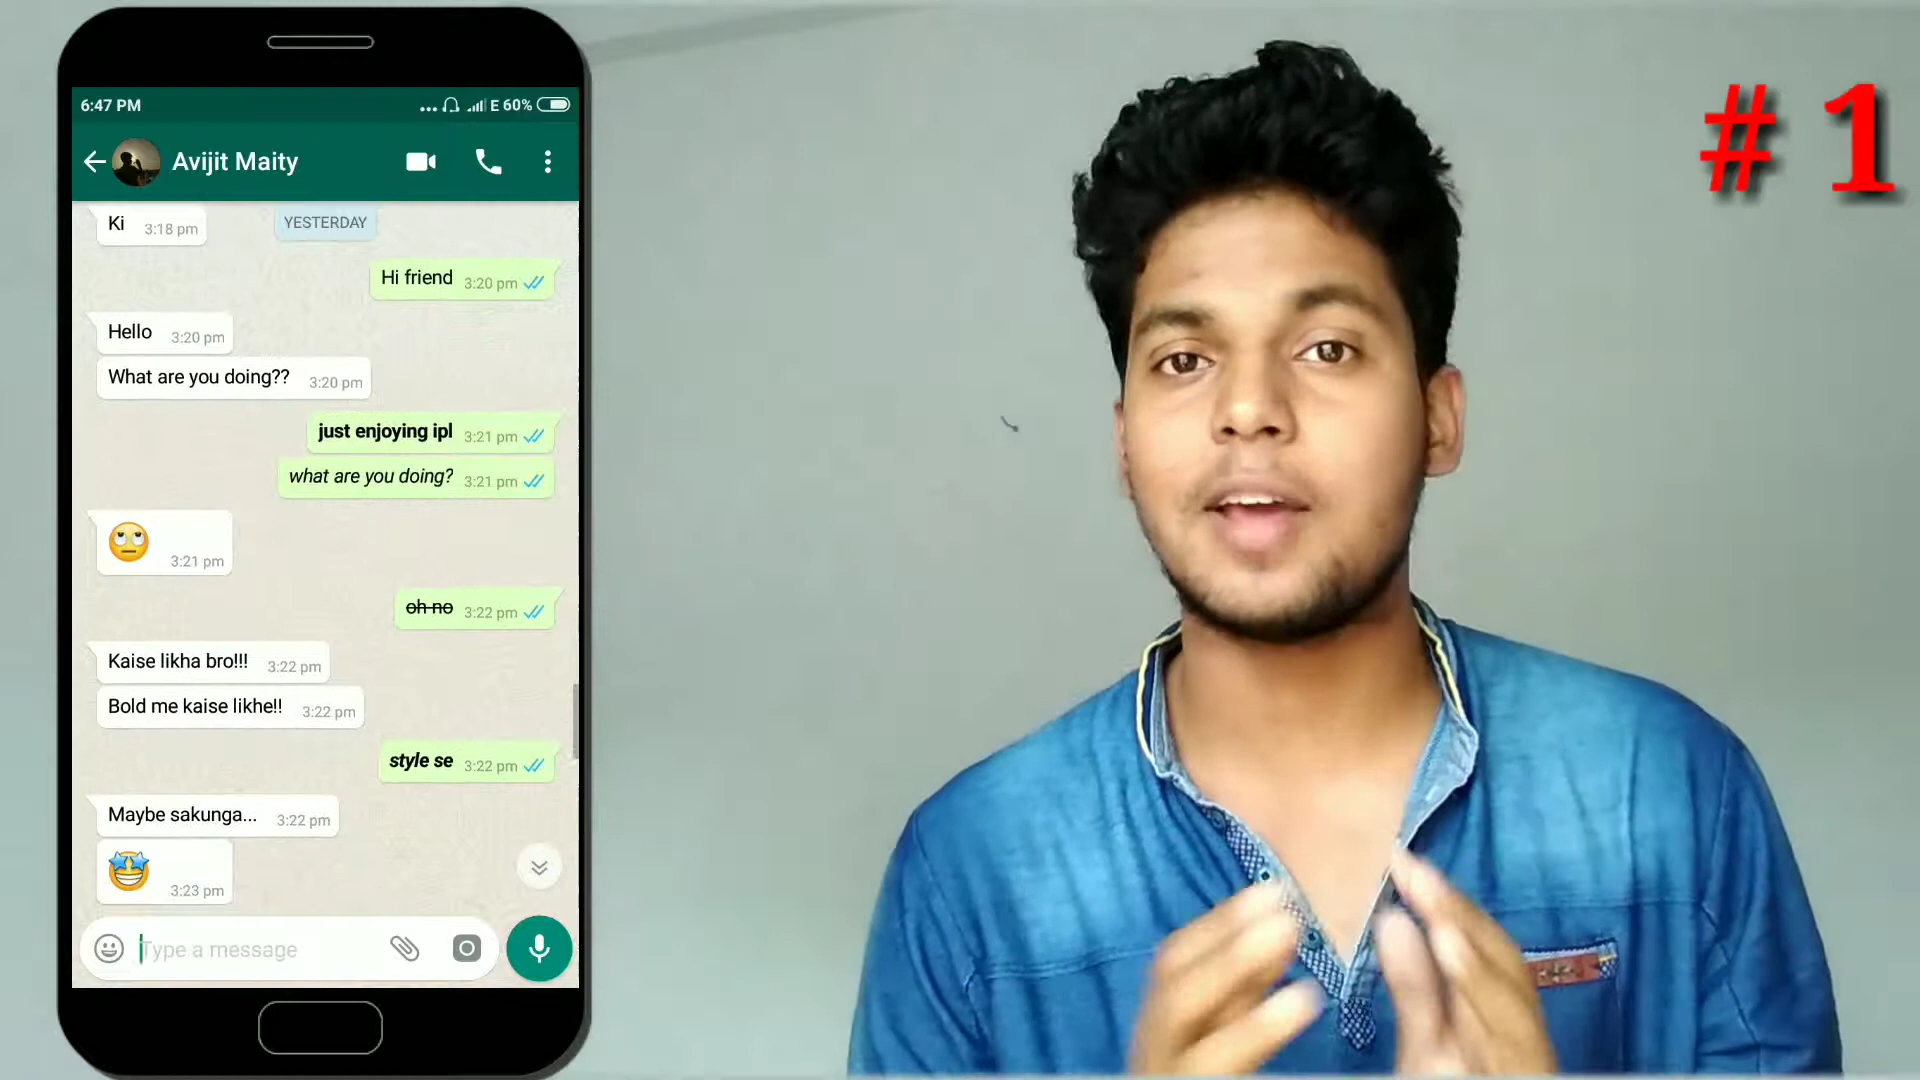 6:47 PM
... E 60%
Avijit Maity
YESTERDAY
Ki 3:18 pm
Hi friend 3:20 pm
Hello 3:20 pm
What are you doing?? 3:20 pm
just enjoying ipl 3:21 pm
what are you doing? 3:21 pm
3:21 pm
oh no 3:22 pm
Kaise likha bro!!! 3:22 pm
Bold me kaise likhe!! 3:22 pm
style se 3:22 pm
Maybe sakunga... 3:22 pm
3:23 pm
Type a message
# 1